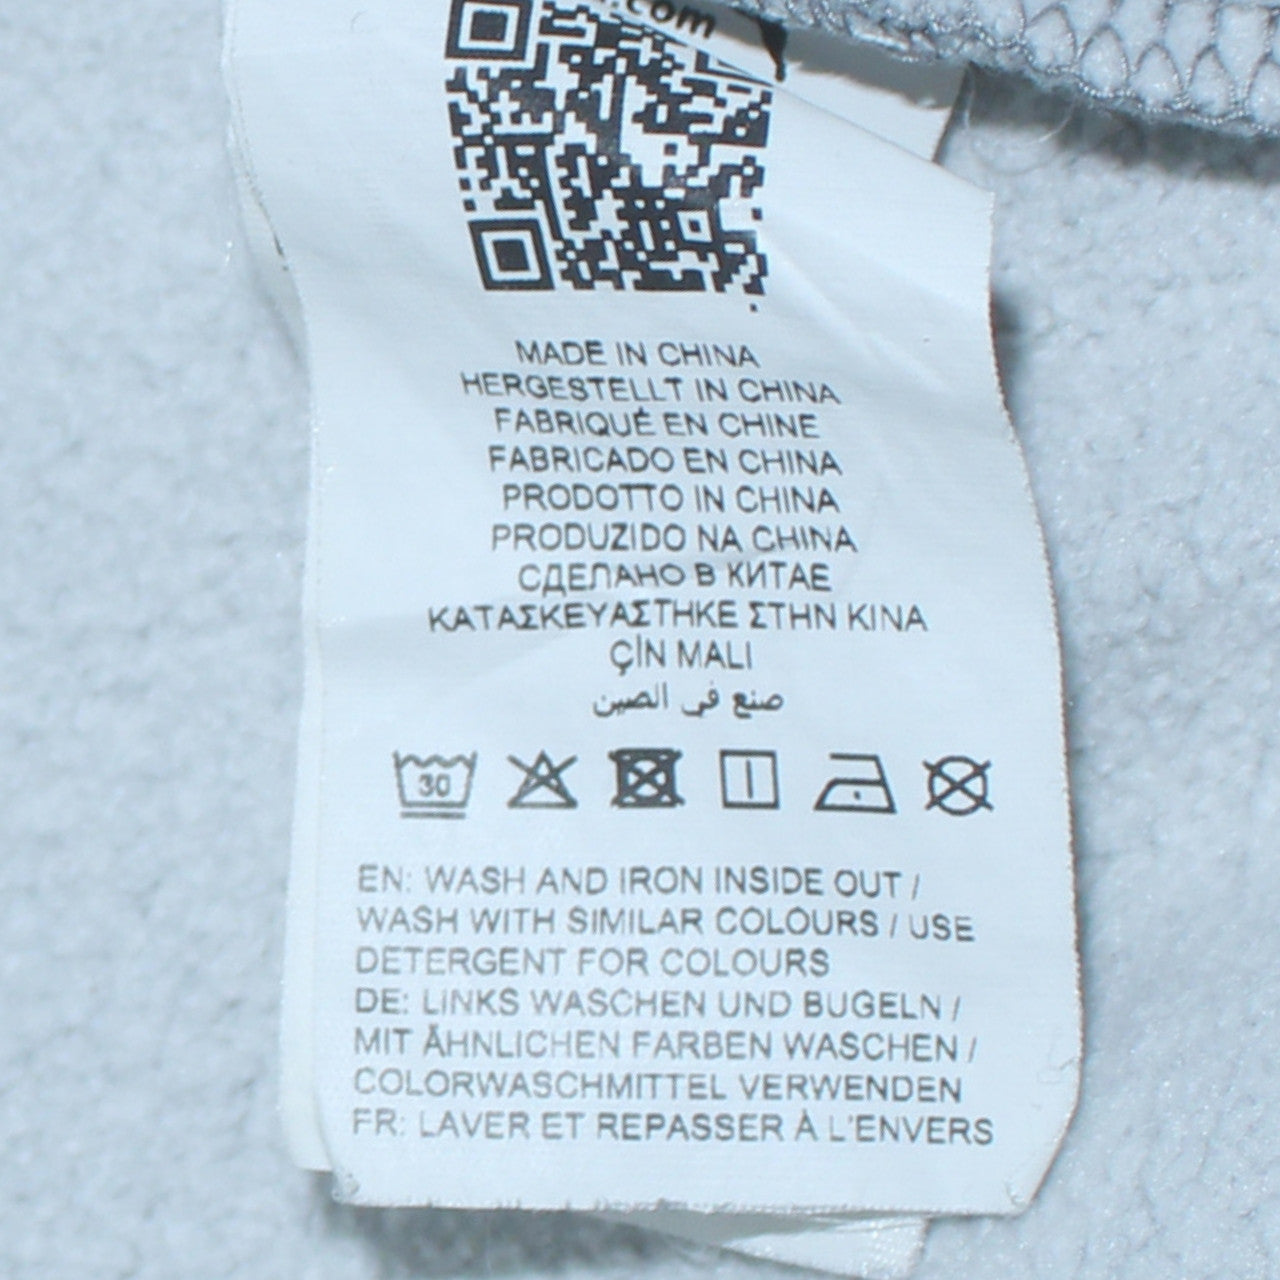 .com
MADE IN CHINA
HERGESTELLT IN CHINA
FABRIQUÉ EN CHINE
FABRICADO EN CHINA
PRODOTTO IN CHINA
PRODUZIDO NA CHINA
СДЕЛАНО В КИТАЕ
ΚΑΤΑΣΚΕΥΑΣΤΗΚΕ ΣΤΗΝ ΚΙΝΑ
ÇİN MALI
صنع في الصين
30
EN: WASH AND IRON INSIDE OUT /
WASH WITH SIMILAR COLOURS / USE
DETERGENT FOR COLOURS
DE: LINKS WASCHEN UND BUGELN /
MIT ÄHNLICHEN FARBEN WASCHEN /
COLORWASCHMITTEL VERWENDEN
FR: LAVER ET REPASSER À L'ENVERS